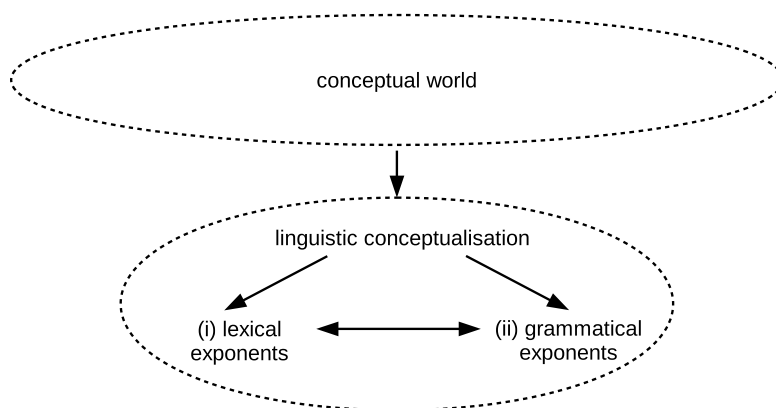 conceptual world
linguistic conceptualisation
(i) lexical
exponents
(ii) grammatical
exponents